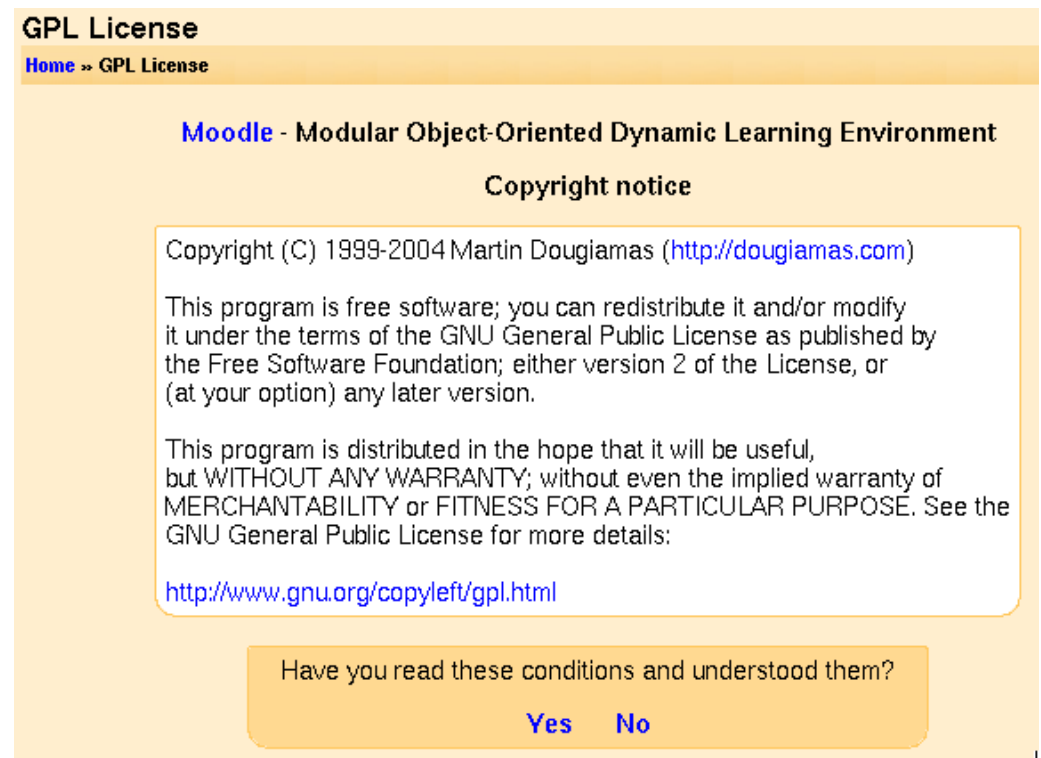 GPL License
Home » GPL License
Moodle - Modular Object-Oriented Dynamic Learning Environment
Copyright notice
Copyright (C) 1999-2004 Martin Dougiamas (http://dougiamas.com)
This program is free software; you can redistribute it and/or modify
it under the terms of the GNU General Public License as published by
the Free Software Foundation; either version 2 of the License, or
(at your option) any later version.
This program is distributed in the hope that it will be useful,
but WITHOUT ANY WARRANTY; without even the implied warranty of
MERCHANTABILITY or FITNESS FOR A PARTICULAR PURPOSE. See the
GNU General Public License for more details:
http://www.gnu.org/copyleft/gpl.html
Have you read these conditions and understood them?
Yes No